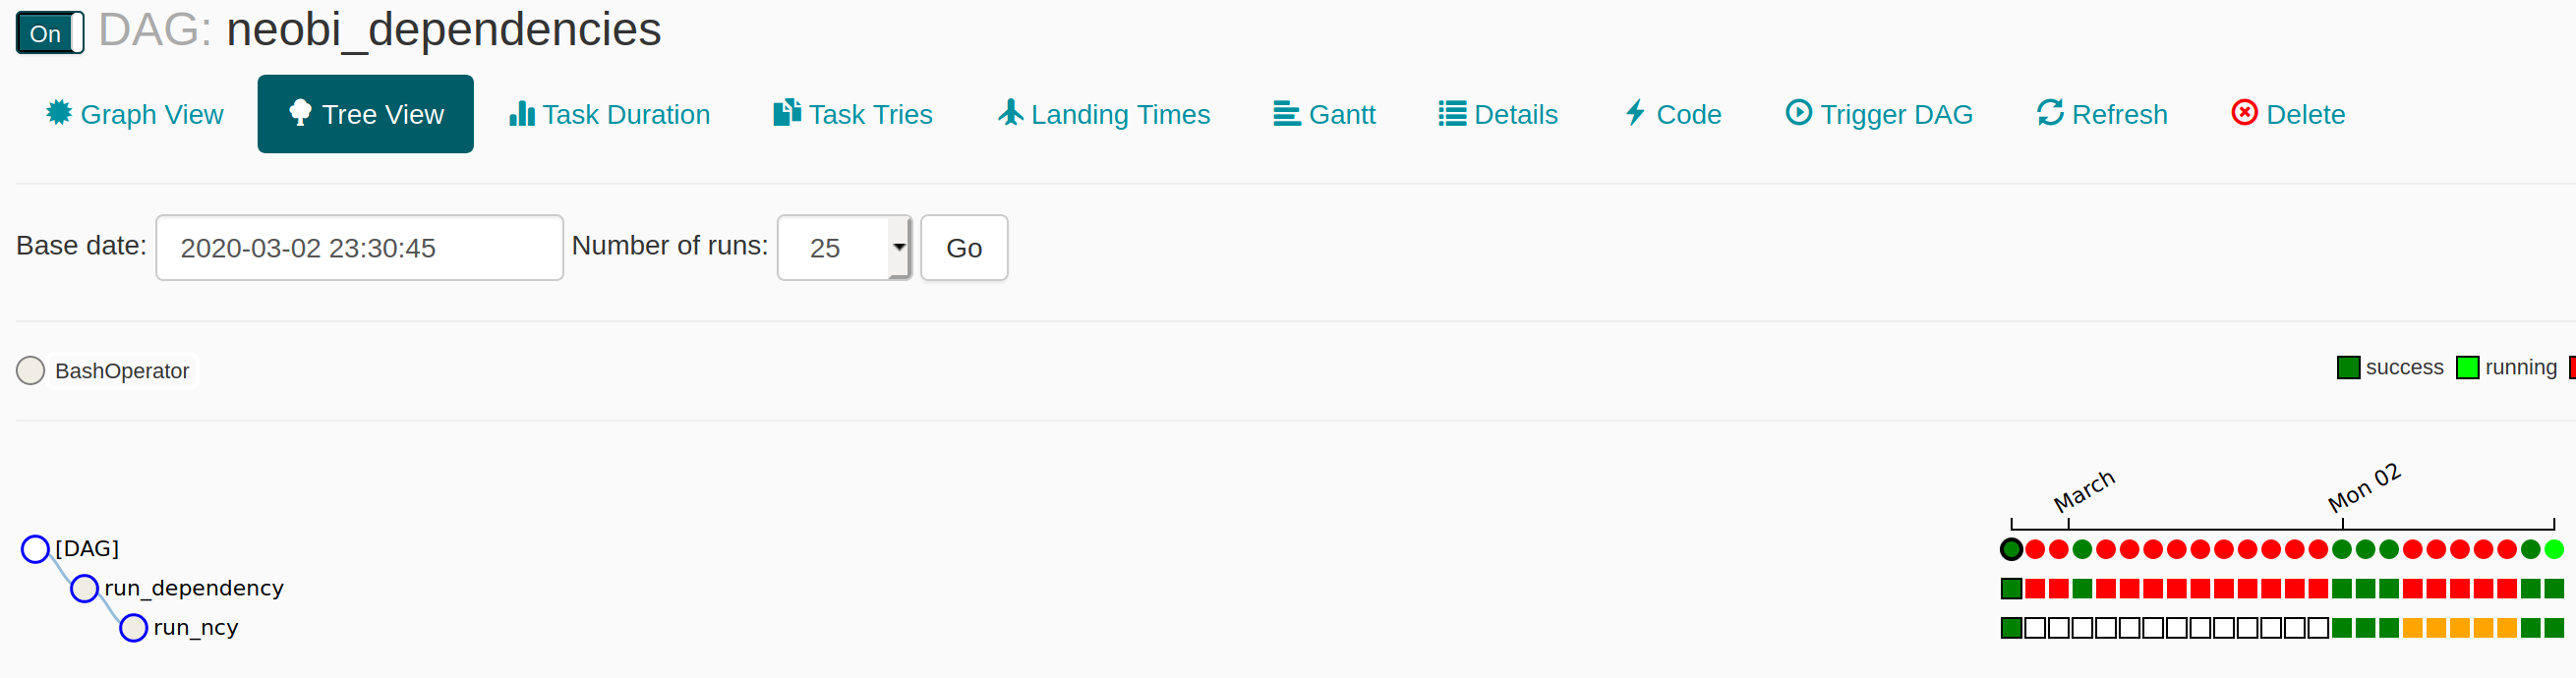 On DAG: neobi_dependencies
Graph View Tree View Task Duration Task Tries Landing Times Gantt Details Code Trigger DAG Refresh Delete
Base date: 2020-03-02 23:30:45 Number of runs: 25 Go
BashOperator success running
March Mon 02
[DAG]
run_dependency
run_ncy